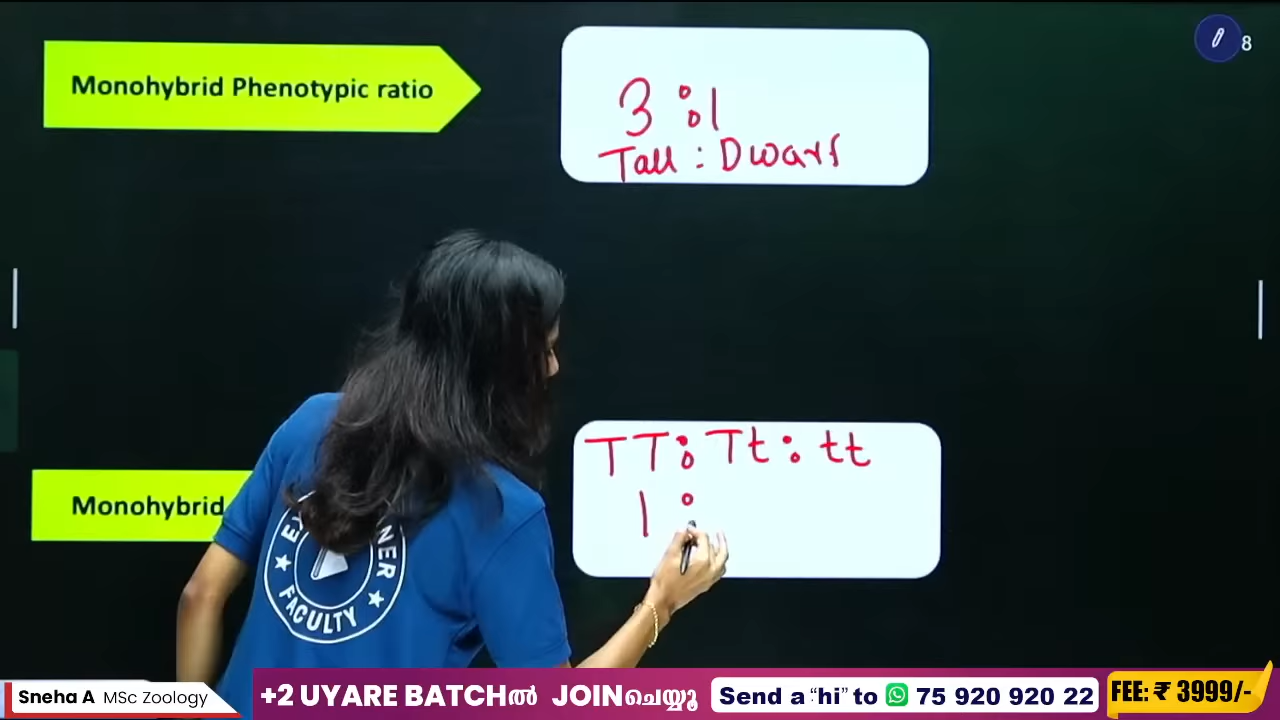 8
Monohybrid Phenotypic ratio
3 : 1
Tall : Dwarf
TT : Tt : tt
Monohybrid
1 :
FACULTY
Sneha A MSc Zoology
+2 UYARE BATCHൽ JOINചെയ്യൂ
Send a “hi” to 75 920 920 22
FEE: ₹ 3999/-